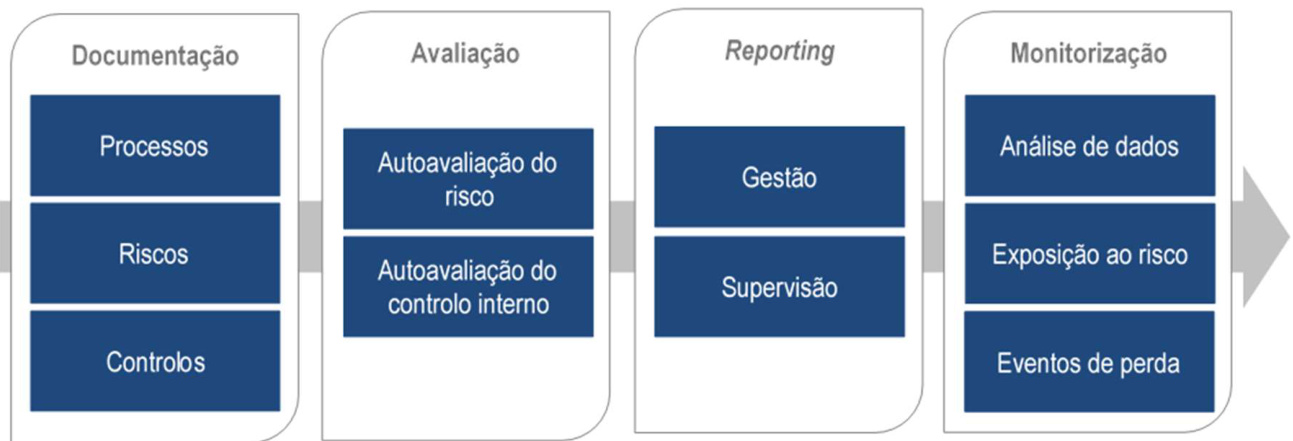 Documentação
Processos
Riscos
Controlos
Avaliação
Autoavaliação do
risco
Autoavaliação do
controlo interno
Reporting
Gestão
Supervisão
Monitorização
Análise de dados
Exposição ao risco
Eventos de perda